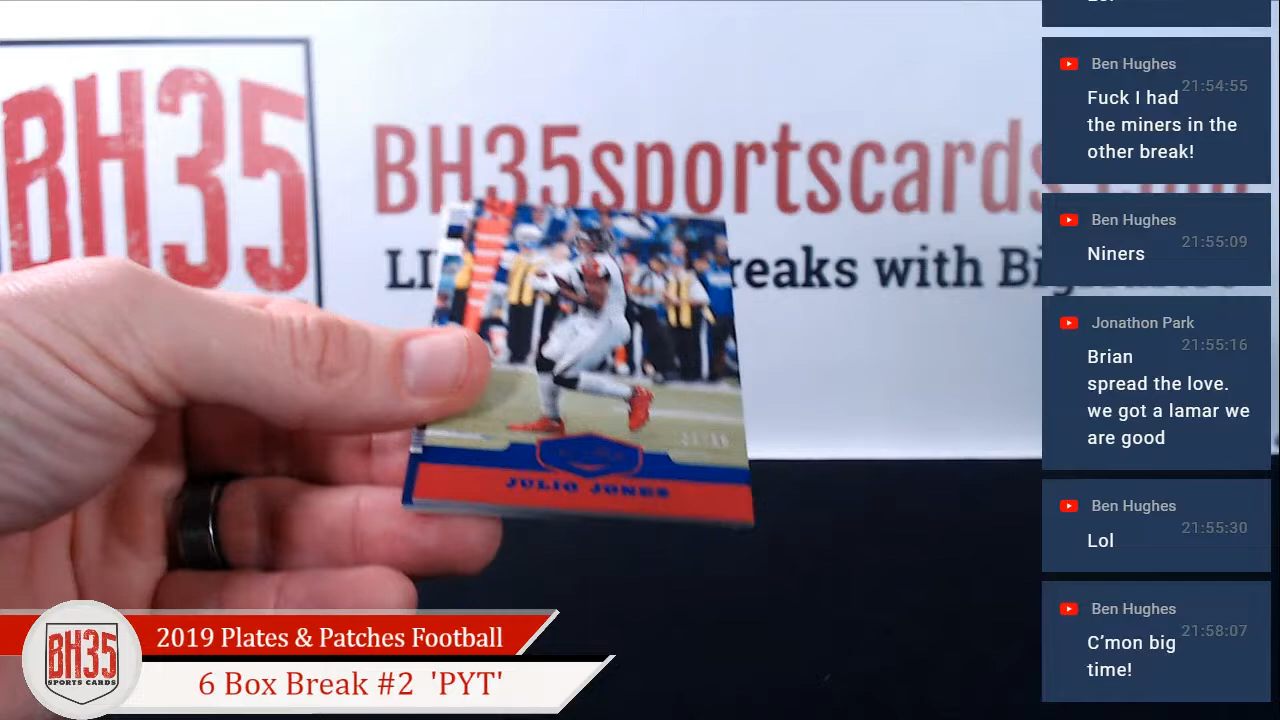 BH35
BH35sportscards.com
LI reaks with Bi
JULIO JONES
Ben Hughes
21:54:55
Fuck I had
the miners in the
other break!
Ben Hughes
21:55:09
Niners
Jonathon Park
21:55:16
Brian
spread the love.
we got a lamar we
are good
Ben Hughes
21:55:30
Lol
Ben Hughes
21:58:07
C’mon big
time!
BH35
SPORTS CARDS
2019 Plates & Patches Football
6 Box Break #2 'PYT'